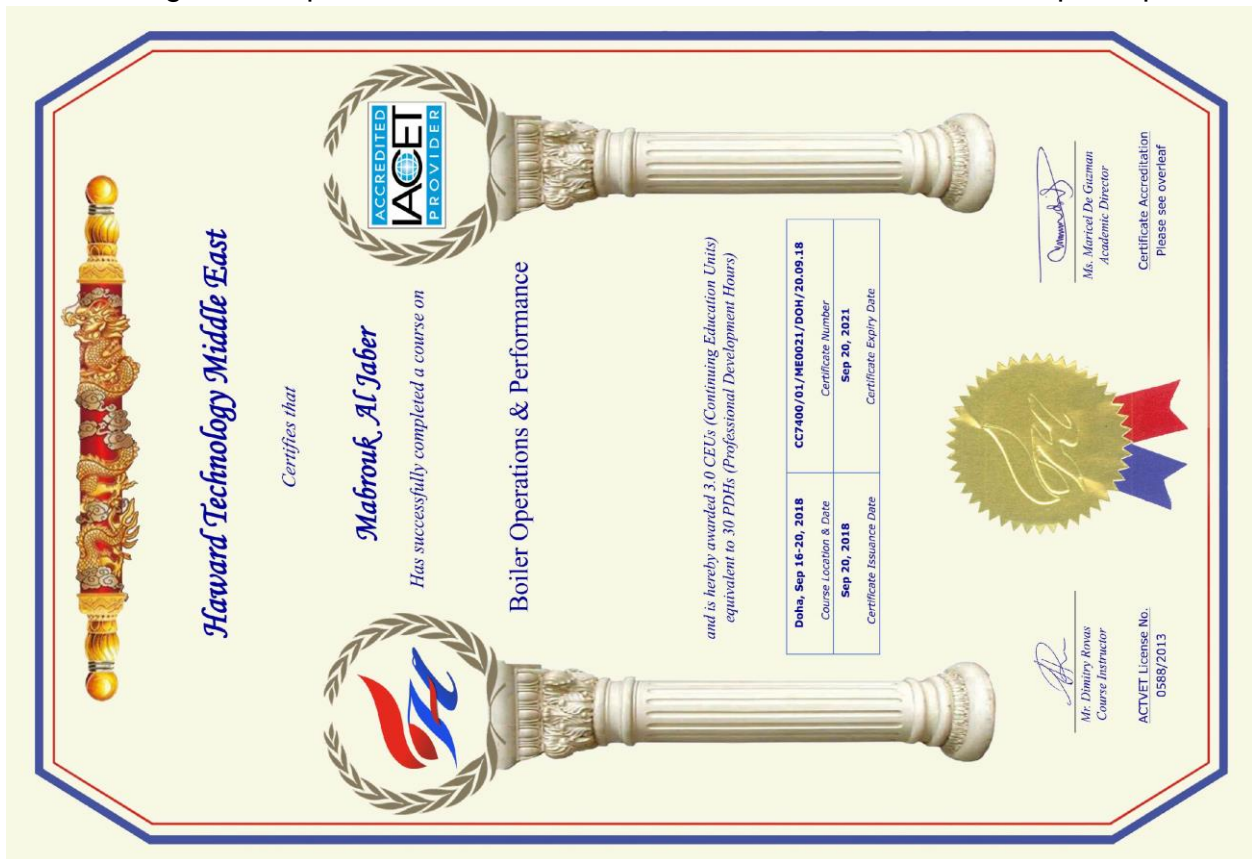 Haward Technology Middle East
Certifies that
Mabrouk Al Jaber
Has successfully completed a course on
Boiler Operations & Performance
and is hereby awarded 3.0 CEUs (Continuing Education Units)
equivalent to 30 PDHs (Professional Development Hours)
Doha, Sep 16-20, 2018
Course Location & Date
CC7400/01/ME0021/DOH/20.09.18
Certificate Number
Sep 20, 2018
Certificate Issuance Date
Sep 20, 2021
Certificate Expiry Date
Mr. Dimitry Rovas
Course Instructor
Ms. Maricel De Guzman
Academic Director
ACTVET License No.
0588/2013
Certificate Accreditation
Please see overleaf
ACCREDITED
IACET
PROVIDER